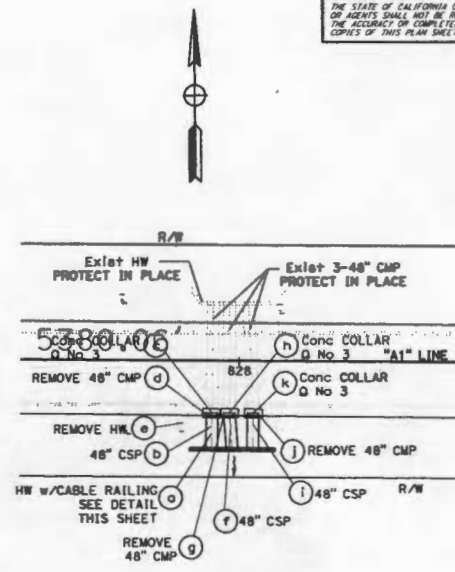 THE STATE OF CALIFORNIA
OR AGENTS SHALL NOT BE
THE ACCURACY OR
COPIES OF THIS PLAN SHEET
R/W
Exist HW
PROTECT IN PLACE
Exist 3-48" CMP
PROTECT IN PLACE
Conc COLLAR
Q No 3
h Conc COLLAR
Q No 3
"A1" LINE
828
REMOVE 48" CMP d
k Conc COLLAR
Q No 3
REMOVE HW e
48" CSP b
j REMOVE 48" CMP
i 48" CSP
R/W
HW w/CABLE RAILING a
SEE DETAIL
THIS SHEET
f 48" CSP
REMOVE g
48" CMP